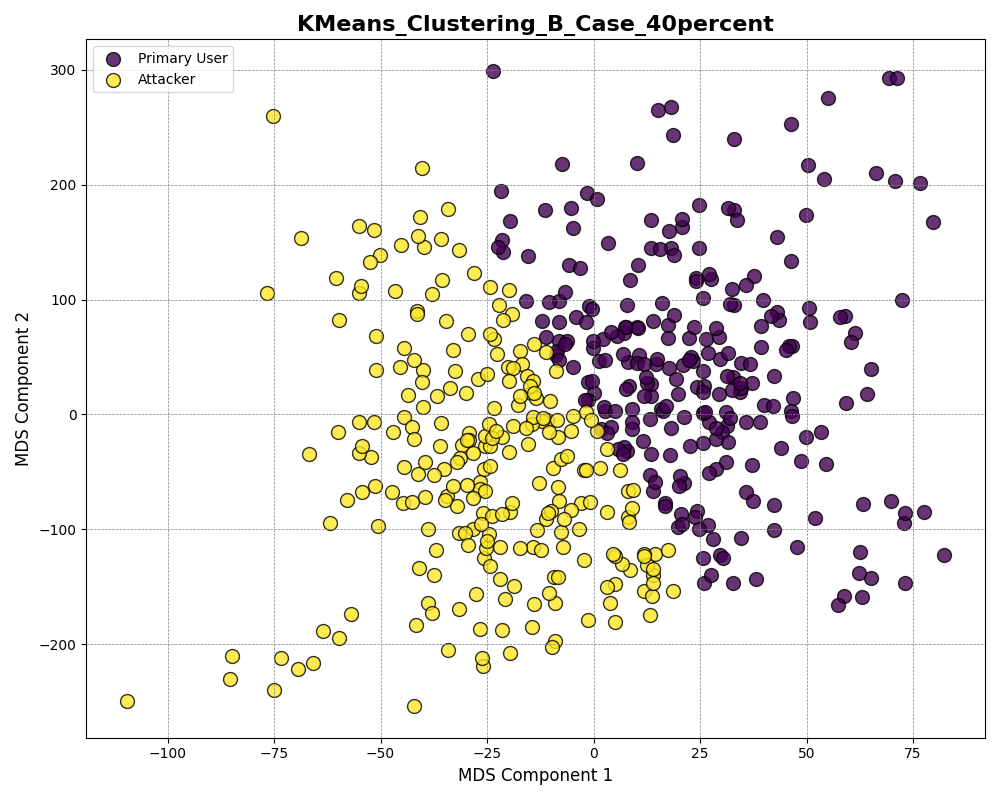 KMeans_Clustering_B_Case_40percent
Primary User
Attacker
300
200
100
0
−100
−200
MDS Component 2
−100
−75
−50
−25
0
25
50
75
MDS Component 1